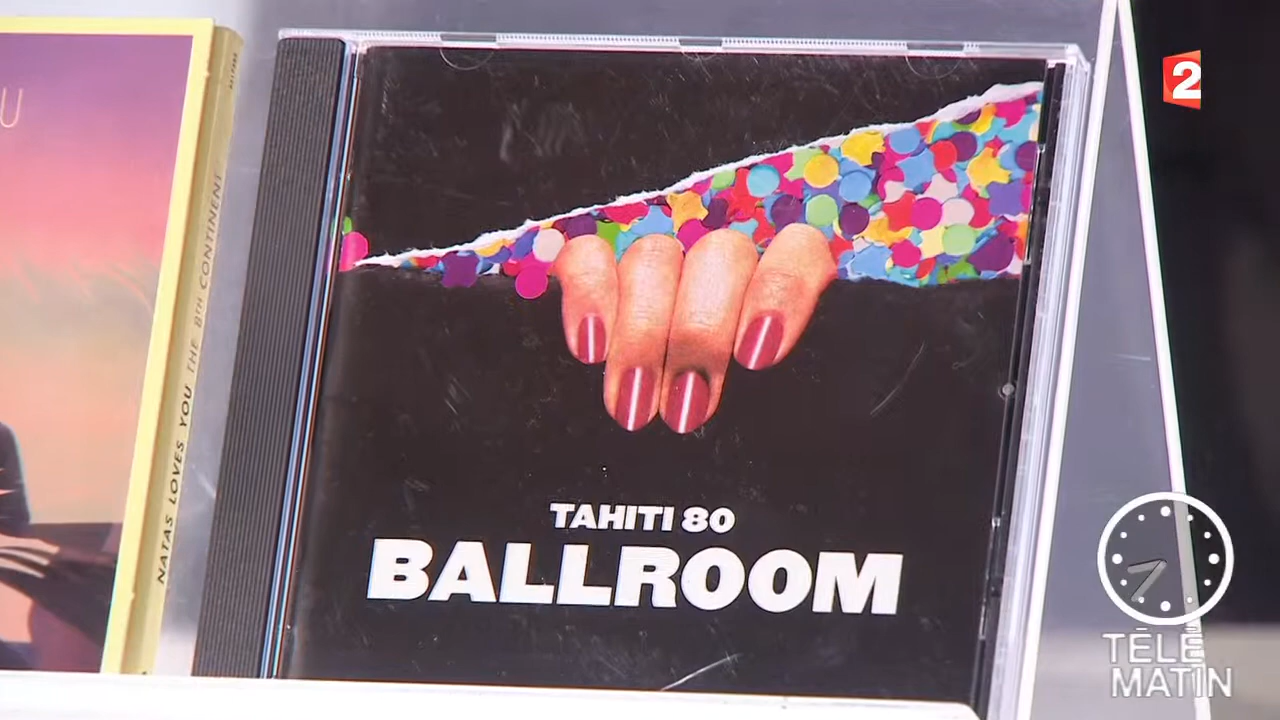 U
NATAS LOVES YOU THE 8TH CONTINENT
TAHITI 80
BALLROOM
2
TÉLÉ
MATIN